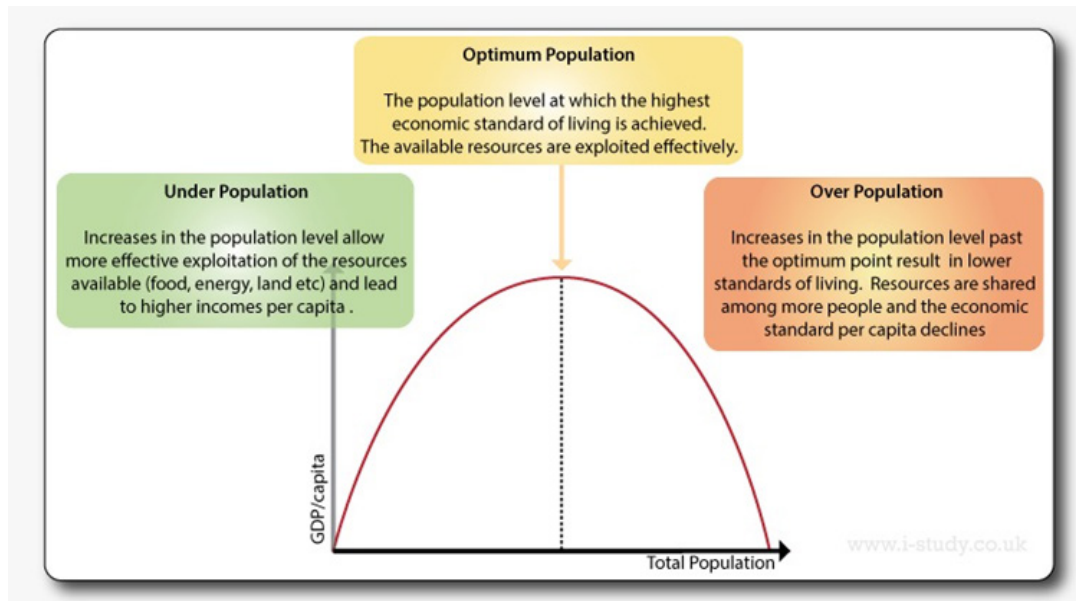 Optimum Population
The population level at which the highest
economic standard of living is achieved.
The available resources are exploited effectively.
Under Population
Increases in the population level allow
more effective exploitation of the resources
available (food, energy, land etc) and lead
to higher incomes per capita .
Over Population
Increases in the population level past
the optimum point result in lower
standards of living. Resources are shared
among more people and the economic
standard per capita declines
GDP/capita
Total Population
www.i-study.co.uk